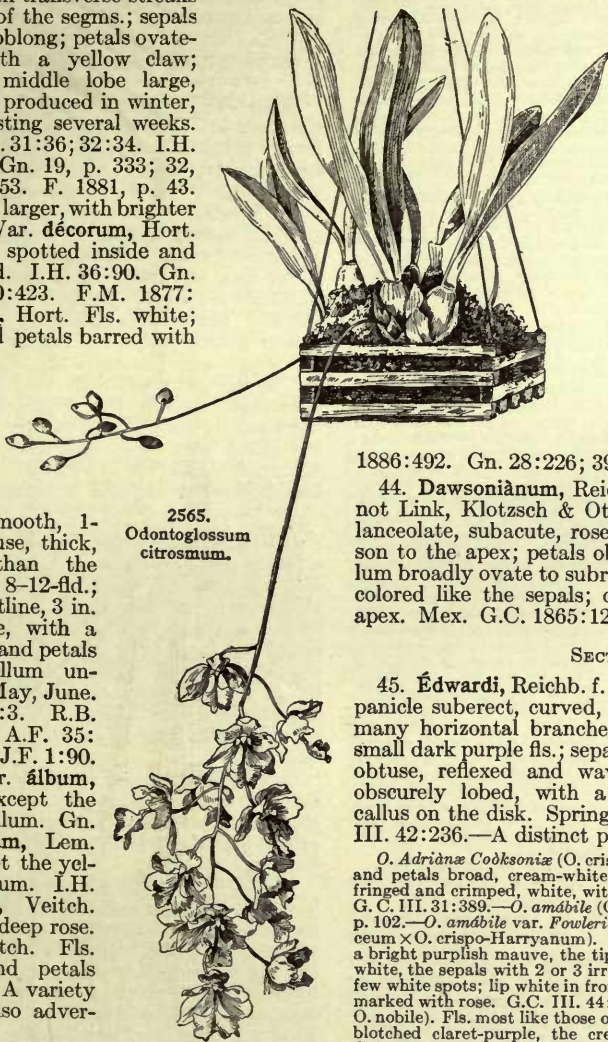 of the segms.; sepals
oblong; petals ovate-
with a yellow claw;
middle lobe large,
produced in winter,
sting several weeks.
31:36; 32:34. I.H.
Gn. 19, p. 333; 32,
53. F. 1881, p. 43.
larger, with brighter
Var. décorum, Hort.
spotted inside and
I.H. 36:90. Gn.
0:423. F.M. 1877:
Hort. Fls. white;
petals barred with
mooth, 1-
use, thick,
than the
8-12-fld.;
tline, 3 in.
e, with a
and petals
llum un-
May, June.
:3. R.B.
A.F. 35:
J.F. 1:90.
r. álbum,
except the
llum. Gn.
m, Lem.
t the yel-
um. I.H.
Veitch.
deep rose.
tch. Fls.
nd petals
A variety
so adver-
2565.
Odontoglossum
citrosmum.
1886:492. Gn. 28:226; 39
44. Dawsoniànum, Reic
not Link, Klotzsch & Ot
lanceolate, subacute, rose
son to the apex; petals ob
lum broadly ovate to subr
colored like the sepals; c
apex. Mex. G.C. 1865:12
SECT
45. Édwardi, Reichb. f.
panicle suberect, curved,
many horizontal branche
small dark purple fls.; sepa
obtuse, reflexed and wav
obscurely lobed, with a
callus on the disk. Spring
III. 42:236.—A distinct p
O. Adriànæ Coòksoniæ (O. cris
and petals broad, cream-white
fringed and crimped, white, wit
G. C. III. 31:389.—O. amábile (O
p. 102.—O. amábile var. Fowleri
ceum × O. crispo-Harryanum).
a bright purplish mauve, the tip
white, the sepals with 2 or 3 irr
few white spots; lip white in fro
marked with rose. G.C. III. 44:
O. nobile). Fls. most like those o
blotched claret-purple, the cre